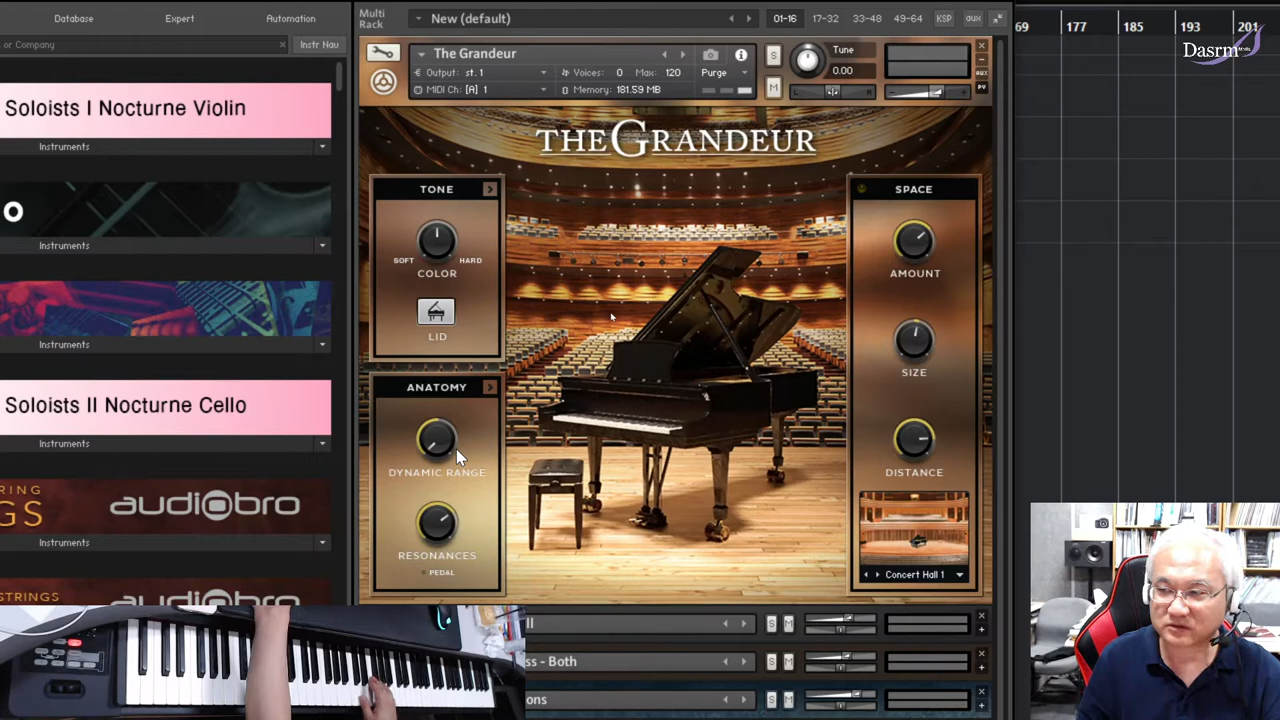 Database Expert Automation
or Company
Instr Nav
Soloists I Nocturne Violin
Instruments
O
Instruments
Instruments
Soloists II Nocturne Cello
Instruments
RING
GS
audiobro
Instruments
STRINGS
audiobro
Multi
Rack
New (default)
01-16 17-32 33-48 49-64 KSP aux
The Grandeur
Output: st. 1 Voices: 0 Max: 120 Purge
MIDI Ch: [A] 1 Memory: 181.59 MB
S
M
Tune
0.00
L R
aux
PV
THE GRANDEUR
TONE
SOFT HARD
COLOR
LID
ANATOMY
DYNAMIC RANGE
RESONANCES
PEDAL
SPACE
AMOUNT
SIZE
DISTANCE
Concert Hall 1
ll S M
ss - Both S M
ons S M
69 177 185 193 201
Dasrm